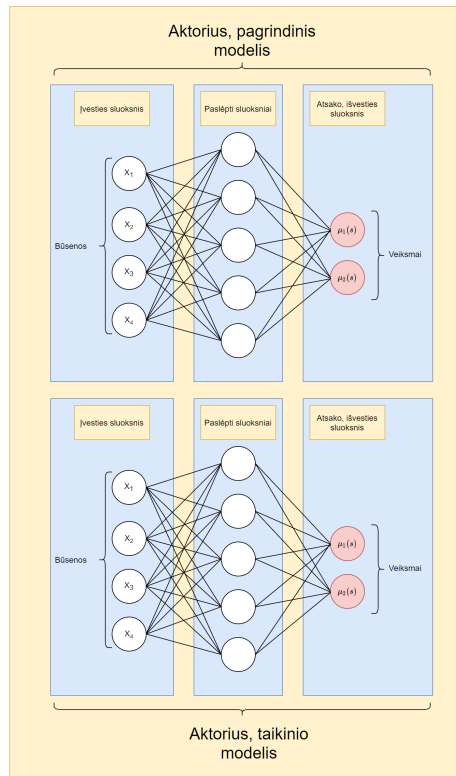 Aktorius, pagrindinis
modelis
Įvesties sluoksnis
Paslėpti sluoksniai
Atsako, išvesties
sluoksnis
X1
X2
Būsenos
X3
X4
μ1(s)
μ2(s)
Veiksmai
Įvesties sluoksnis
Paslėpti sluoksniai
Atsako, išvesties
sluoksnis
X1
X2
Būsenos
X3
X4
μ1(s)
μ2(s)
Veiksmai
Aktorius, taikinio
modelis